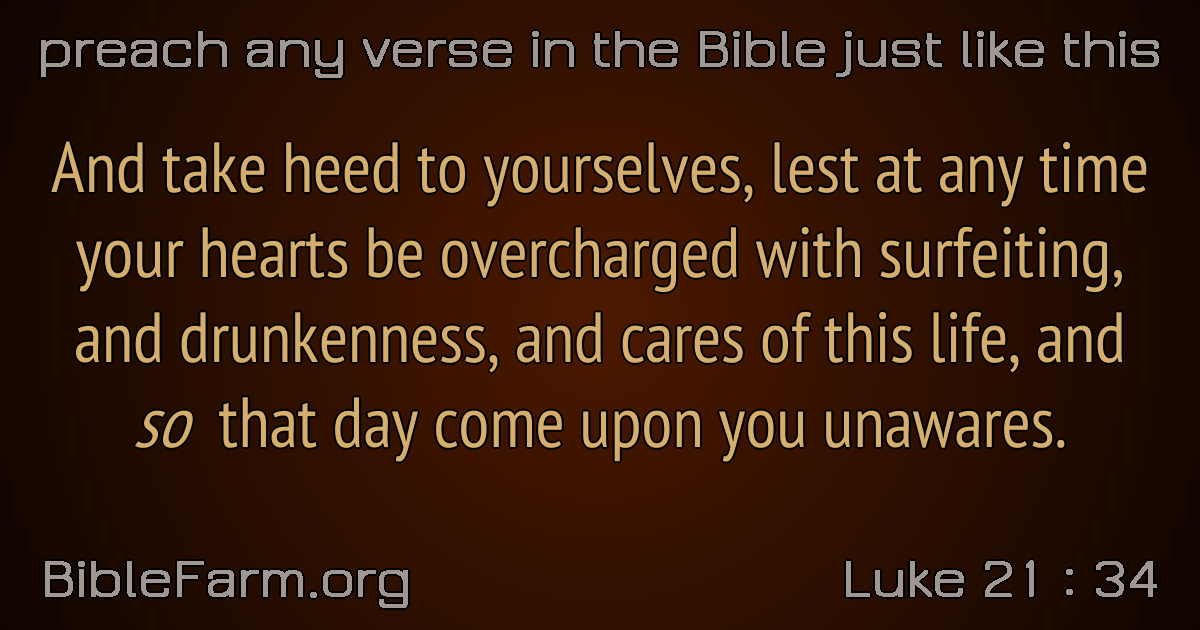 preach any verse in the Bible just like this
And take heed to yourselves, lest at any time
your hearts be overcharged with surfeiting,
and drunkenness, and cares of this life, and
so that day come upon you unawares.
BibleFarm.org
Luke 21 : 34